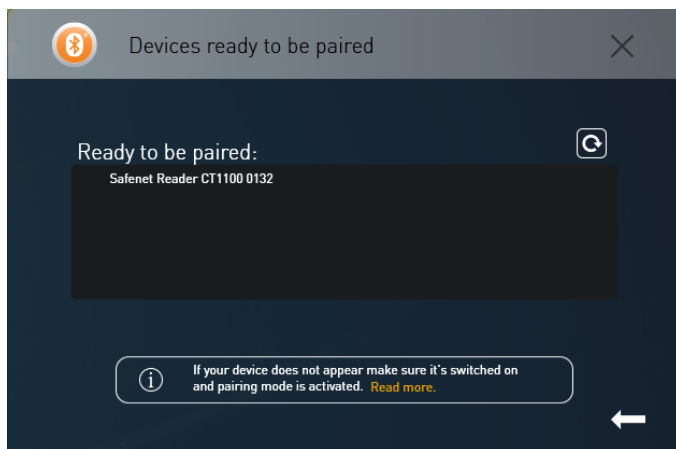 Devices ready to be paired
Ready to be paired:
Safenet Reader CT1100 0132
If your device does not appear make sure it's switched on
and pairing mode is activated. Read more.